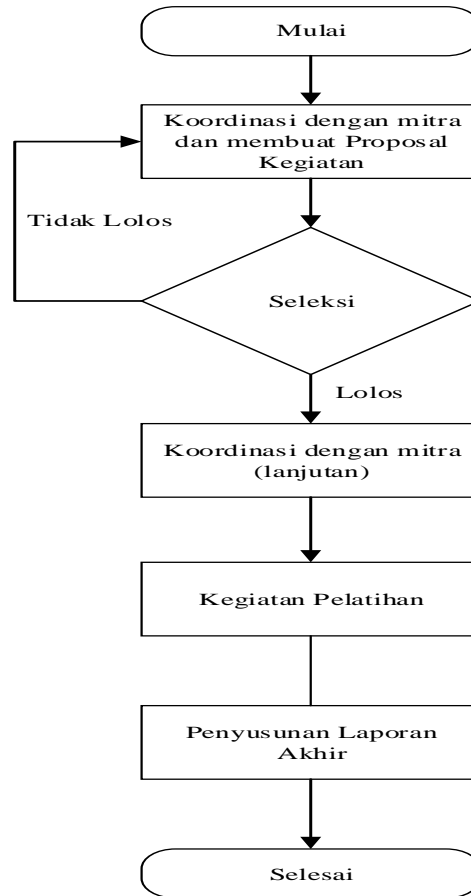 Mulai
Koordinasi dengan mitra
dan membuat Proposal
Kegiatan
Tidak Lolos
Seleksi
Lolos
Koordinasi dengan mitra
(lanjutan)
Kegiatan Pelatihan
Penyusunan Laporan
Akhir
Selesai